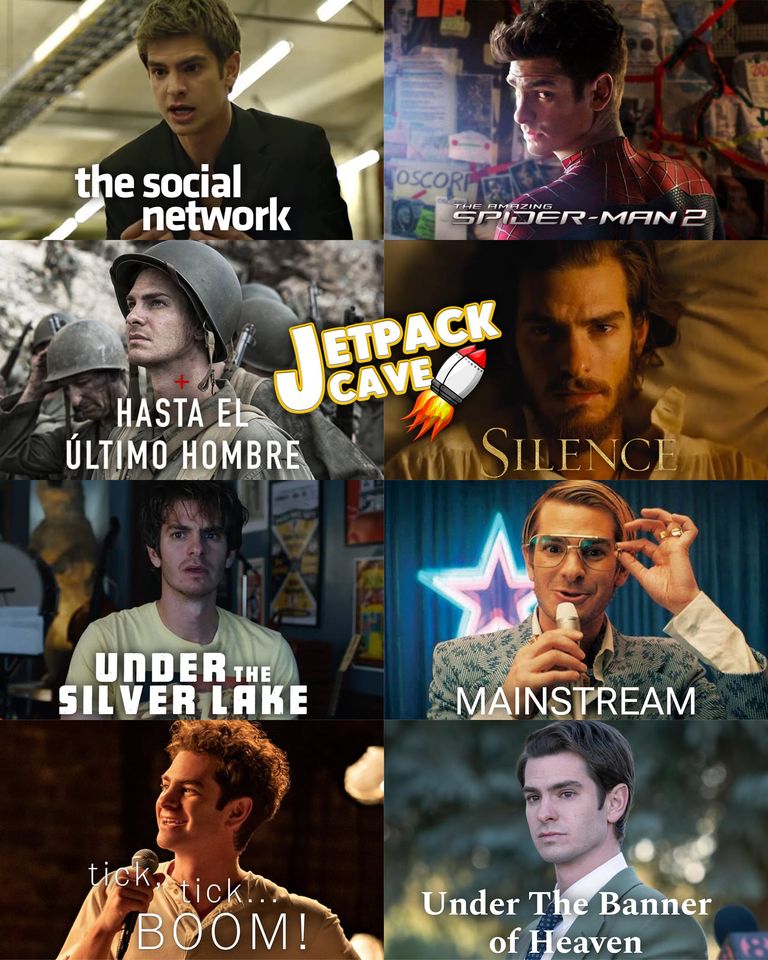 the social
network
OSCORP
THE AMAZING
SPIDER-MAN 2
JETPACK
CAVE
HASTA EL
ÚLTIMO HOMBRE
SILENCE
UNDER THE
SILVER LAKE
MAINSTREAM
tick, tick...
BOOM!
Under The Banner
of Heaven
8